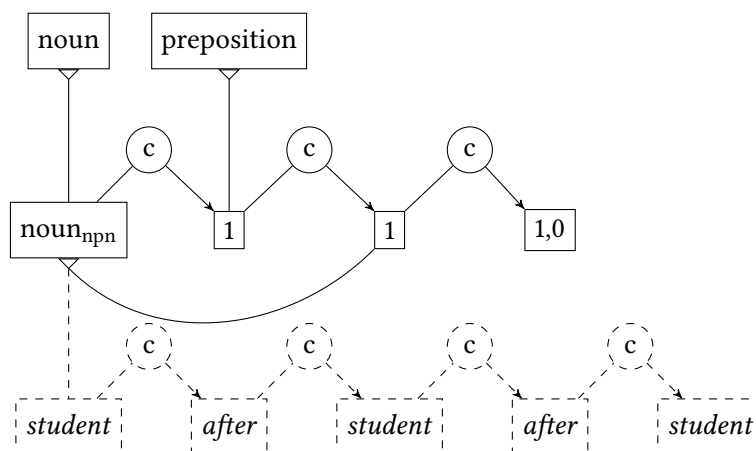 noun preposition
c c c
noun_npn 1 1 1,0
c c c c
student after student after student